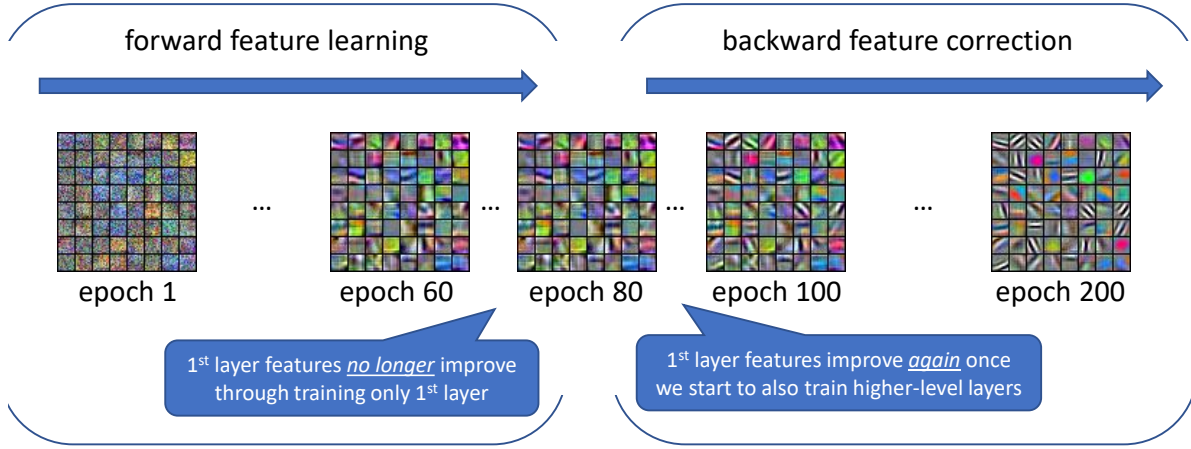 forward feature learning
backward feature correction
...
...
...
...
epoch 1
epoch 60
epoch 80
epoch 100
epoch 200
1st layer features no longer improve
through training only 1st layer
1st layer features improve again once
we start to also train higher-level layers